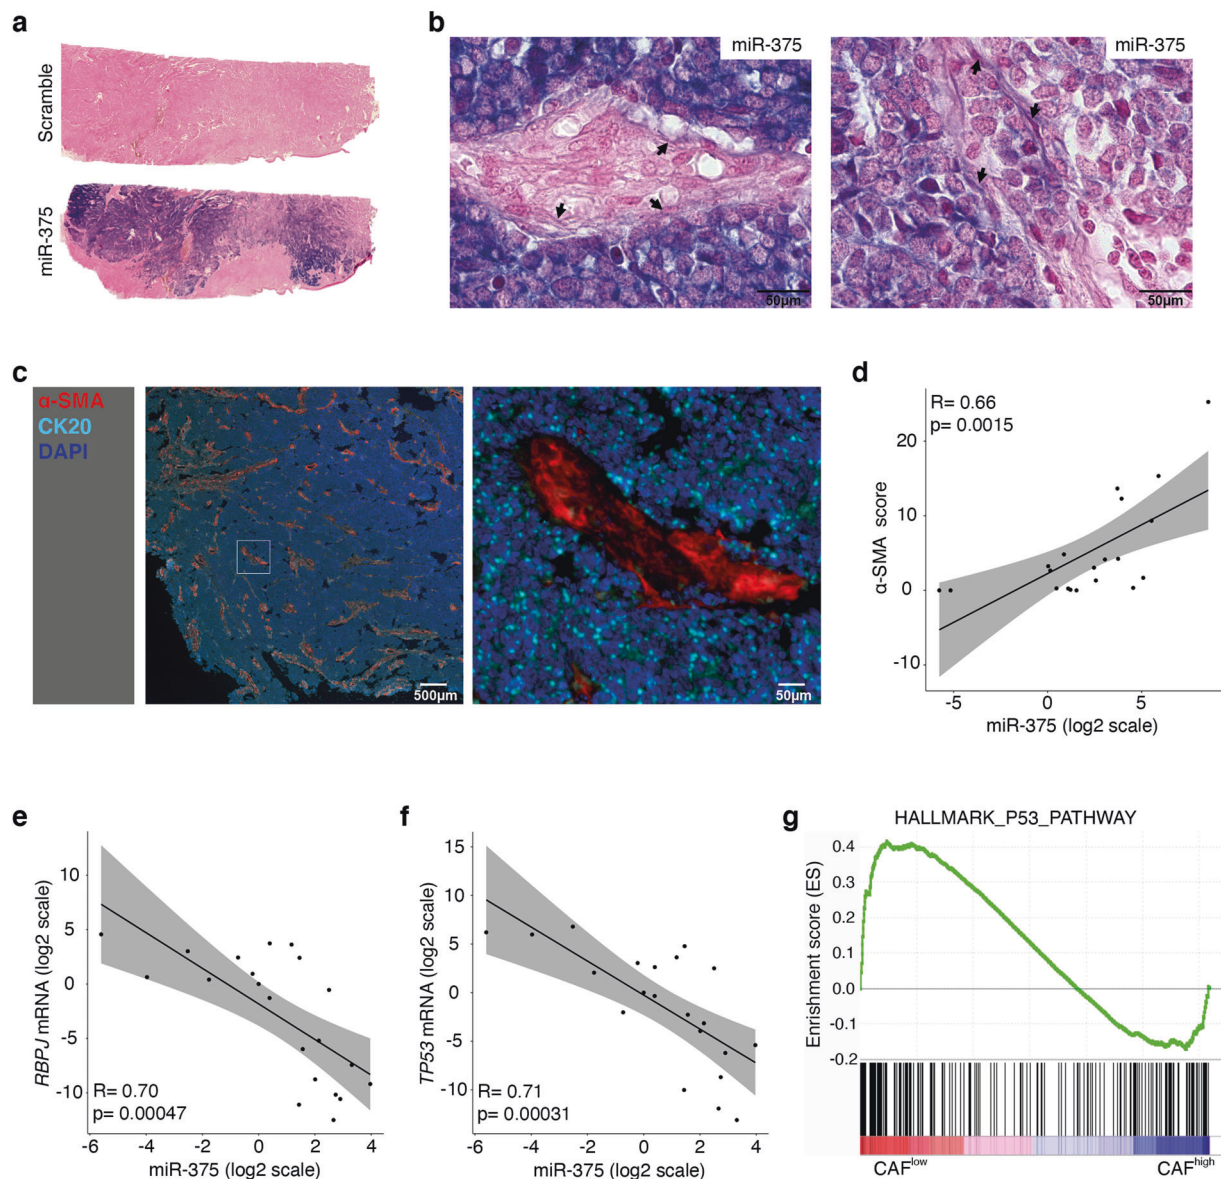 a
Scramble
miR-375
b
miR-375
50µm
miR-375
50µm
c
α-SMA
CK20
DAPI
500µm
50µm
d
R= 0.66
p= 0.0015
20
10
0
-10
α-SMA score
-5
0
5
miR-375 (log2 scale)
e
10
5
0
-5
-10
RBPJ mRNA (log2 scale)
R= 0.70
p= 0.00047
-6
-4
-2
0
2
4
miR-375 (log2 scale)
f
15
10
5
0
-5
-10
TP53 mRNA (log2 scale)
R= 0.71
p= 0.00031
-6
-4
-2
0
2
4
miR-375 (log2 scale)
g
HALLMARK_P53_PATHWAY
0.4
0.3
0.2
0.1
0.0
-0.1
-0.2
Enrishment score (ES)
CAFlow
CAFhigh